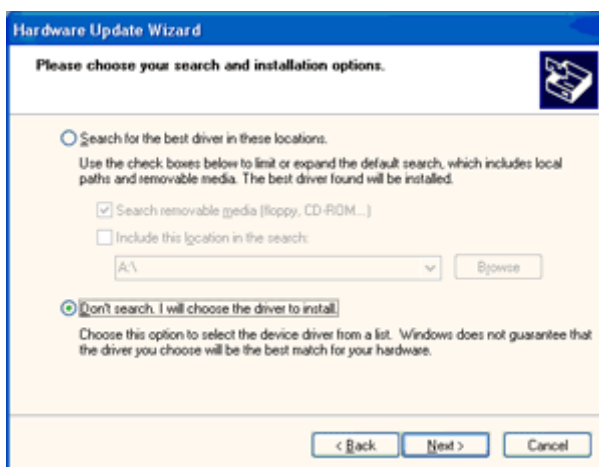 Hardware Update Wizard
Please choose your search and installation options.
Search for the best driver in these locations.
Use the check boxes below to limit or expand the default search, which includes local
paths and removable media. The best driver found will be installed.
Search removable media (floppy, CD-ROM...)
Include this location in the search:
A:\
Browse
Don't search. I will choose the driver to install.
Choose this option to select the device driver from a list. Windows does not guarantee that
the driver you choose will be the best match for your hardware.
< Back Next > Cancel